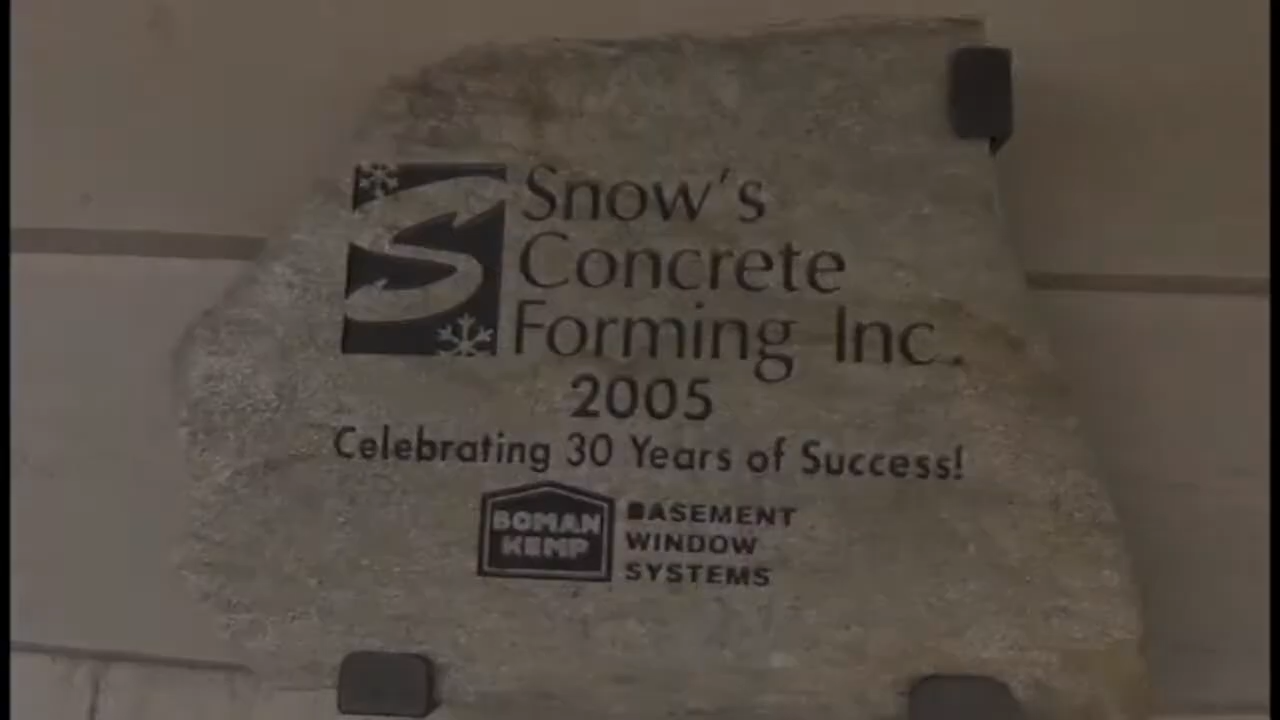 Snow's
Concrete
Forming Inc.
2005
Celebrating 30 Years of Success!
BOMAN
KEMP
BASEMENT
WINDOW
SYSTEMS